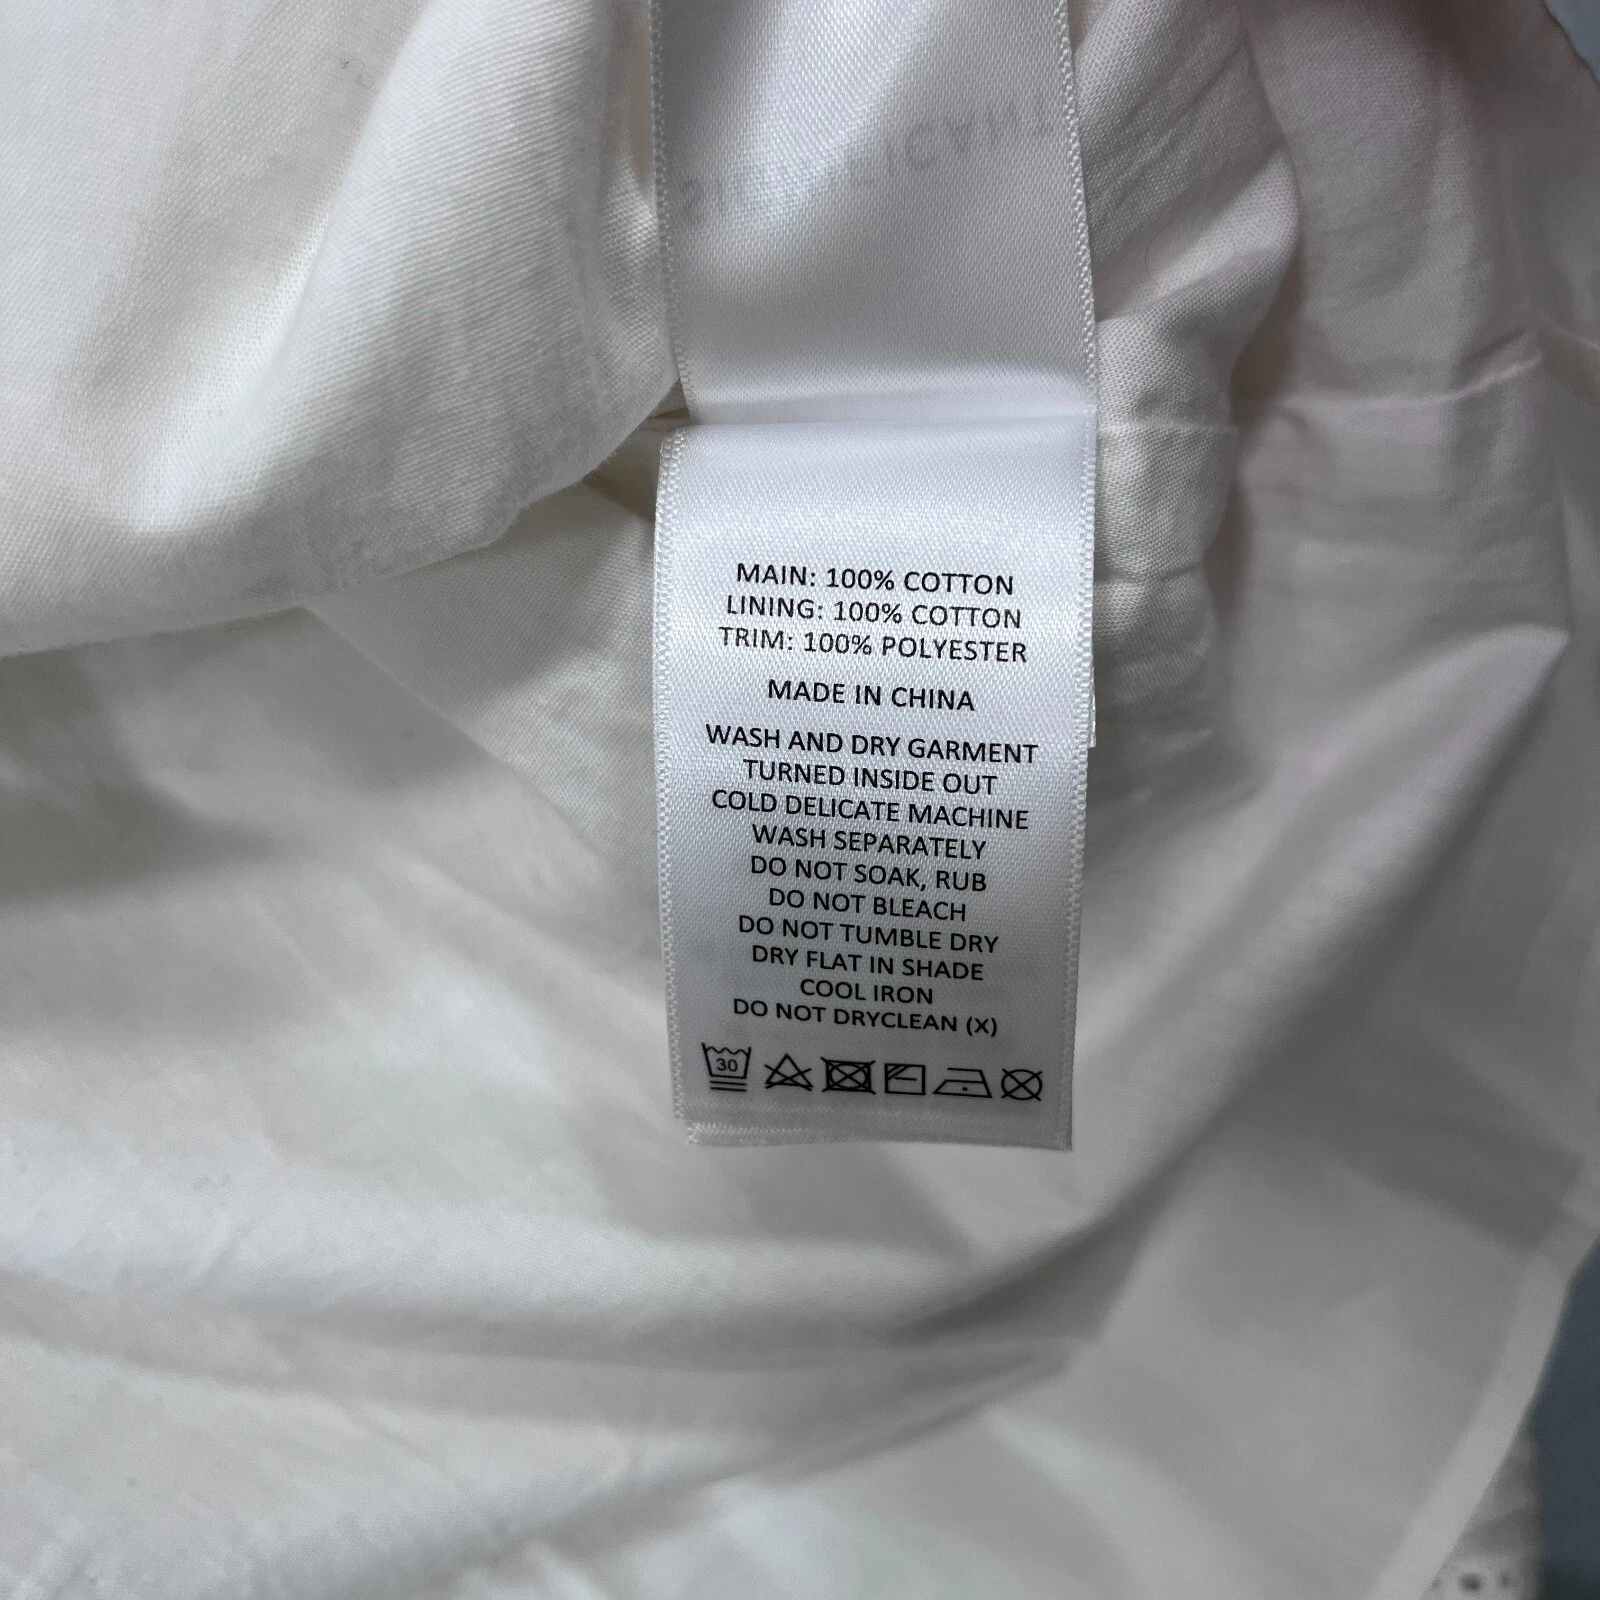 MAIN: 100% COTTON
LINING: 100% COTTON
TRIM: 100% POLYESTER
MADE IN CHINA
WASH AND DRY GARMENT
TURNED INSIDE OUT
COLD DELICATE MACHINE
WASH SEPARATELY
DO NOT SOAK, RUB
DO NOT BLEACH
DO NOT TUMBLE DRY
DRY FLAT IN SHADE
COOL IRON
DO NOT DRYCLEAN (X)
30